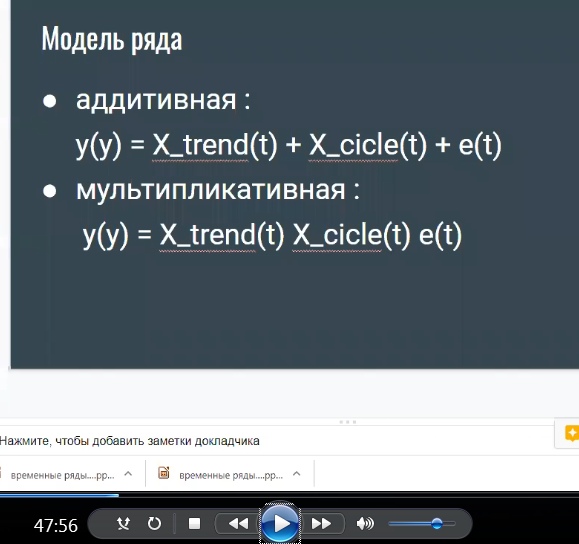 Модель ряда
● аддитивная :
y(y) = X_trend(t) + X_cicle(t) + e(t)
● мультипликативная :
y(y) = X_trend(t) X_cicle(t) e(t)
Нажмите, чтобы добавить заметки докладчика
временные ряды....pp... временные ряды....pp...
47:56